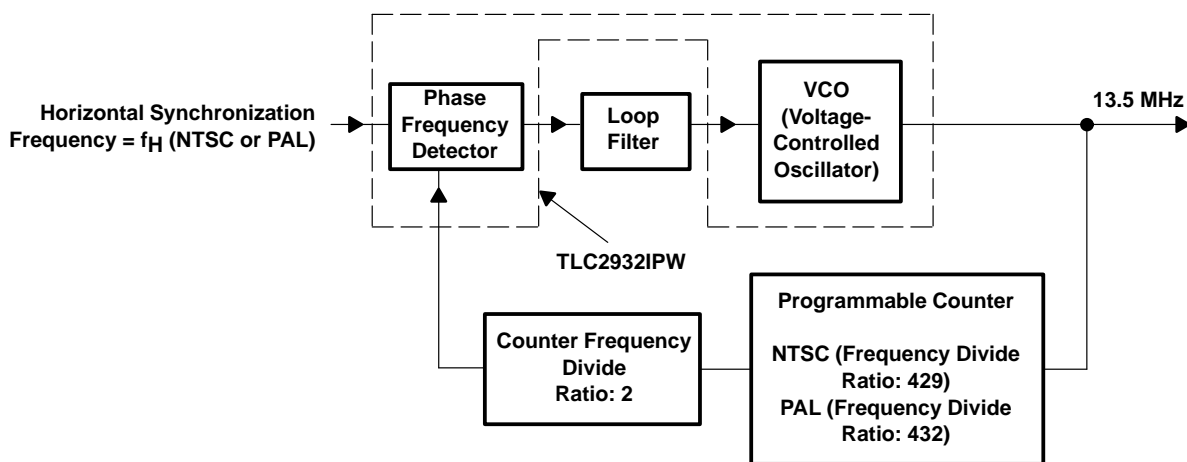 Horizontal Synchronization
Frequency = fH (NTSC or PAL)
Phase
Frequency
Detector
Loop
Filter
VCO
(Voltage-
Controlled
Oscillator)
13.5 MHz
TLC2932IPW
Counter Frequency
Divide
Ratio: 2
Programmable Counter
NTSC (Frequency Divide
Ratio: 429)
PAL (Frequency Divide
Ratio: 432)